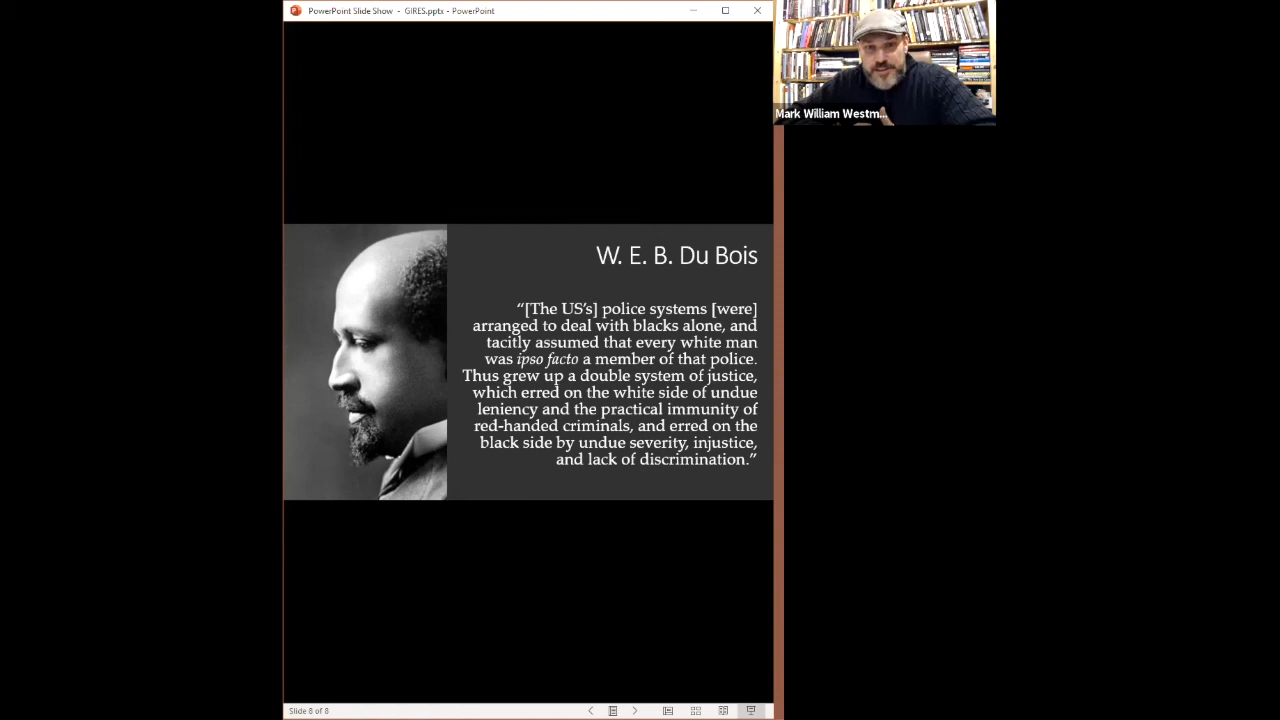 PowerPoint Slide Show - GIRES.pptx - PowerPoint
Mark William Westm...
W. E. B. Du Bois
“[The US’s] police systems [were]
arranged to deal with blacks alone, and
tacitly assumed that every white man
was ipso facto a member of that police.
Thus grew up a double system of justice,
which erred on the white side of undue
leniency and the practical immunity of
red-handed criminals, and erred on the
black side by undue severity, injustice,
and lack of discrimination.”
Slide 8 of 8